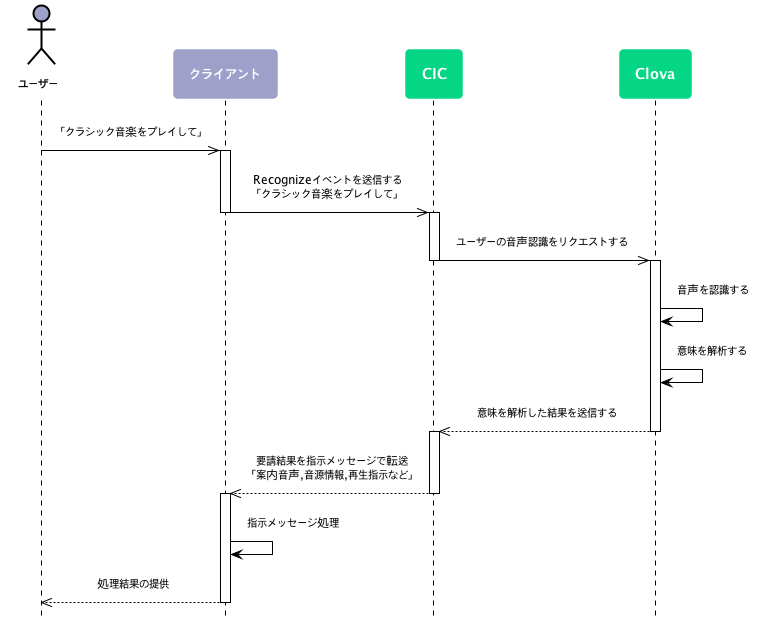 ユーザー
クライアント
CIC
Clova
「クラシック音楽をプレイして」
Recognizeイベントを送信する
「クラシック音楽をプレイして」
ユーザーの音声認識をリクエストする
音声を認識する
意味を解析する
意味を解析した結果を送信する
要請結果を指示メッセージで転送
「案内音声,音源情報,再生指示など」
指示メッセージ処理
処理結果の提供